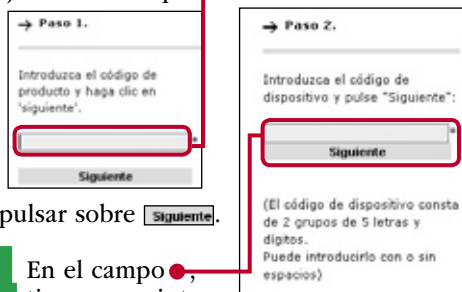 → Paso 1.
Introduzca el código de
producto y haga clic en
'siguiente'.
*
Siguiente
pulsar sobre Siguiente.
En el campo ,
→ Paso 2.
Introduzca el código de
dispositivo y pulse "Siguiente":
*
Siguiente
(El código de dispositivo consta
de 2 grupos de 5 letras y
dígitos.
Puede introducirlo con o sin
espacios)